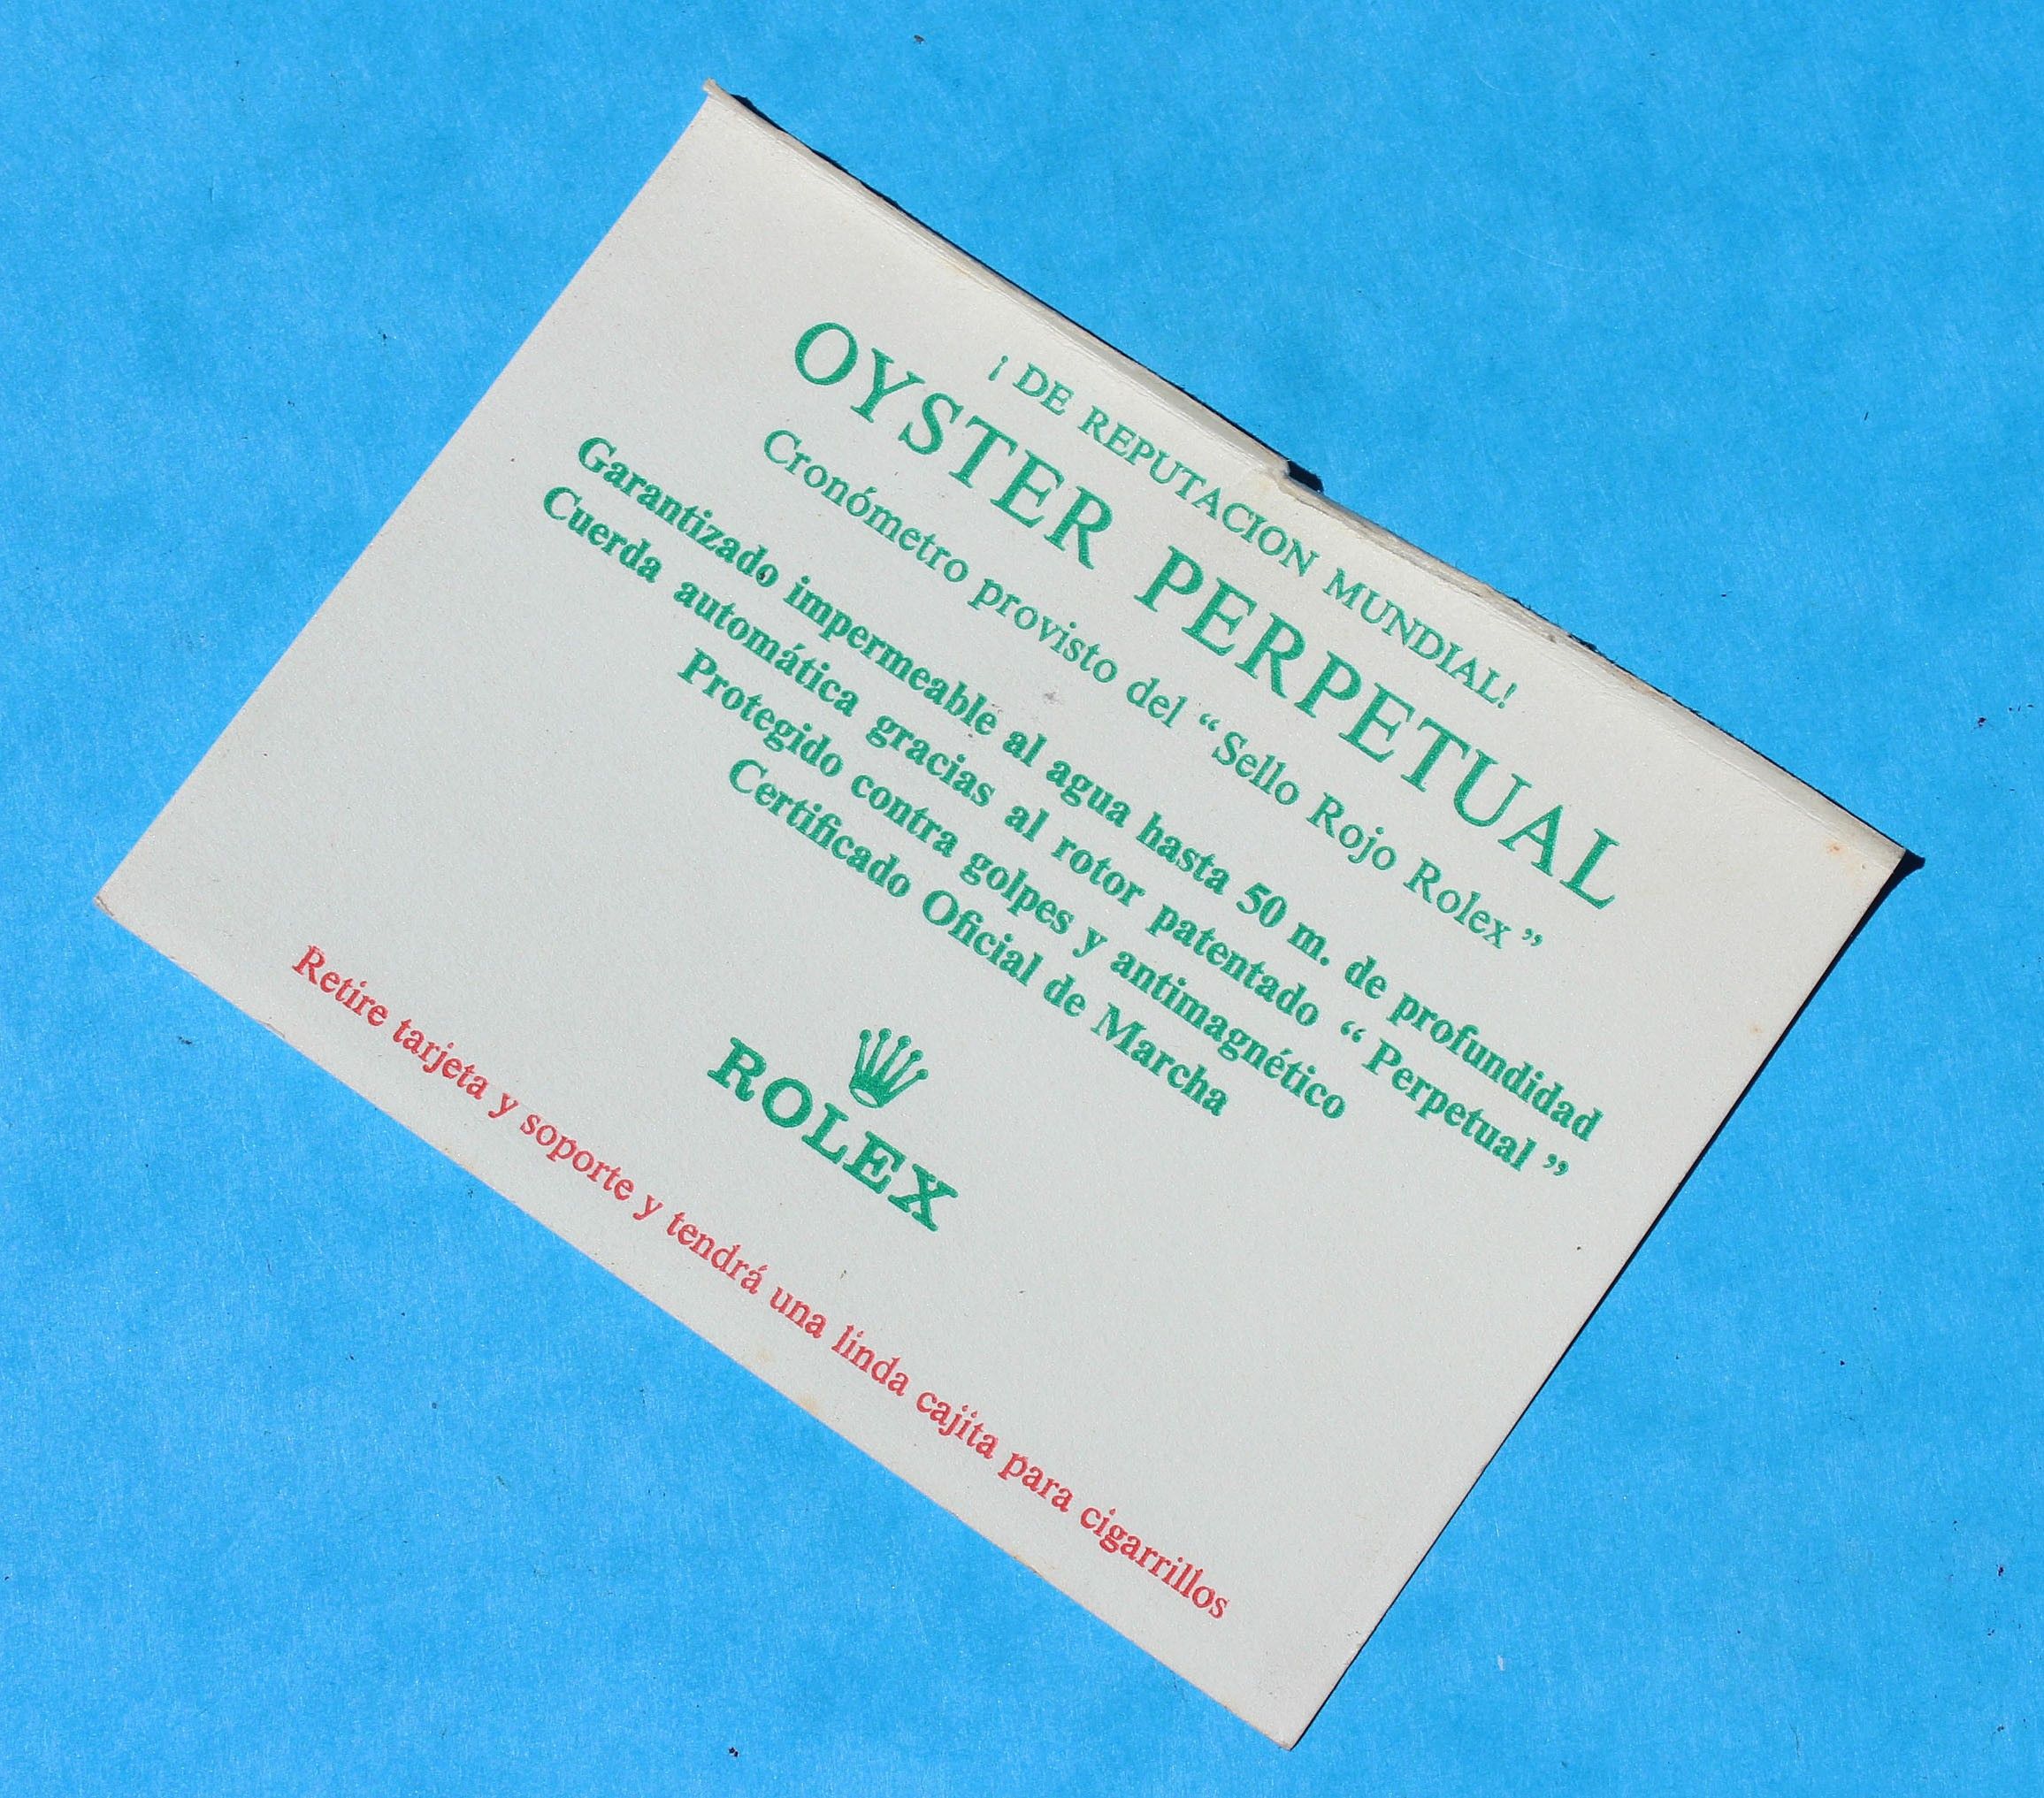 ¡ DE REPUTACION MUNDIAL!
OYSTER PERPETUAL
Cronómetro provisto del “Sello Rojo Rolex”
Garantizado impermeable al agua hasta 50 m. de profundidad
Cuerda automática gracias al rotor patentado “Perpetual”
Protegido contra golpes y antimagnético
Certificado Oficial de Marcha
ROLEX
Retire tarjeta y soporte y tendrá una linda cajita para cigarrillos